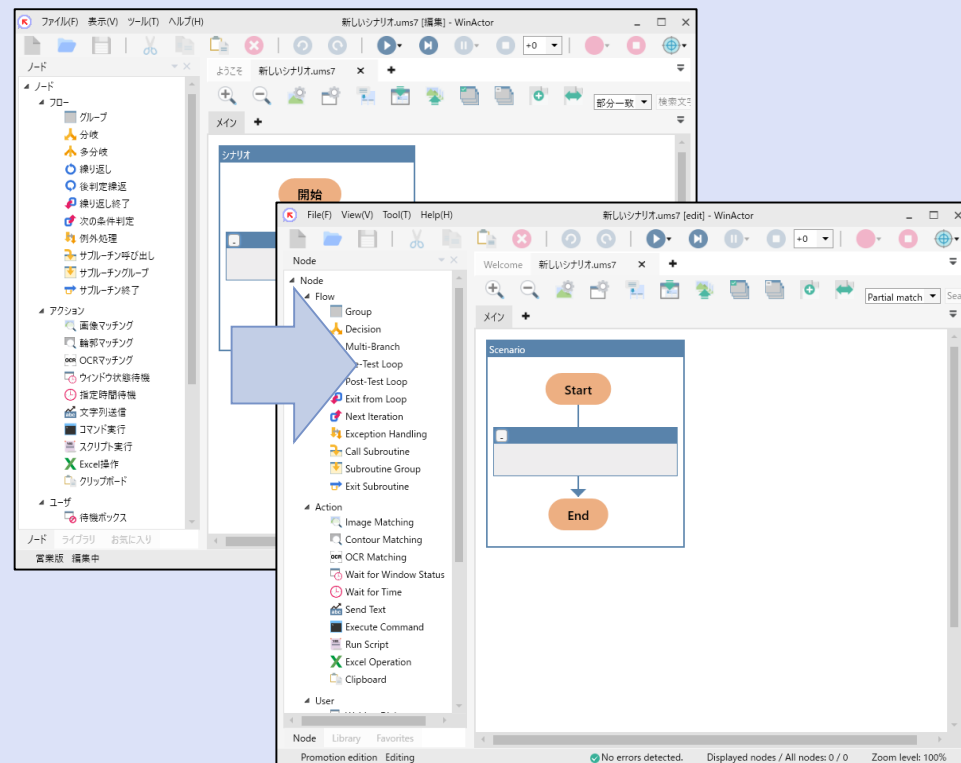 ファイル(F) 表示(V) ツール(T) ヘルプ(H)
新しいシナリオ.ums7 [編集] - WinActor
+0
ノード
ようこそ 新しいシナリオ.ums7
部分一致
検索文
メイン
ノード
フロー
グループ
分岐
多分岐
繰り返し
後判定繰返
繰り返し終了
次の条件判定
例外処理
サブルーチン呼び出し
サブルーチングループ
サブルーチン終了
アクション
画像マッチング
輪郭マッチング
OCRマッチング
ウィンドウ状態待機
指定時間待機
文字列送信
コマンド実行
スクリプト実行
Excel操作
クリップボード
ユーザ
待機ボックス
ノード ライブラリ お気に入り
営業版 編集中
シナリオ
開始
File(F) View(V) Tool(T) Help(H)
新しいシナリオ.ums7 [edit] - WinActor
+0
Node
Welcome 新しいシナリオ.ums7
Partial match
Sea
メイン
Node
Flow
Group
Decision
Multi-Branch
-Test Loop
Post-Test Loop
Exit from Loop
Next Iteration
Exception Handling
Call Subroutine
Subroutine Group
Exit Subroutine
Action
Image Matching
Contour Matching
OCR Matching
Wait for Window Status
Wait for Time
Send Text
Execute Command
Run Script
Excel Operation
Clipboard
User
Node Library Favorites
Scenario
Start
End
Promotion edition Editing
No errors detected. Displayed nodes / All nodes: 0 / 0 Zoom level: 100%